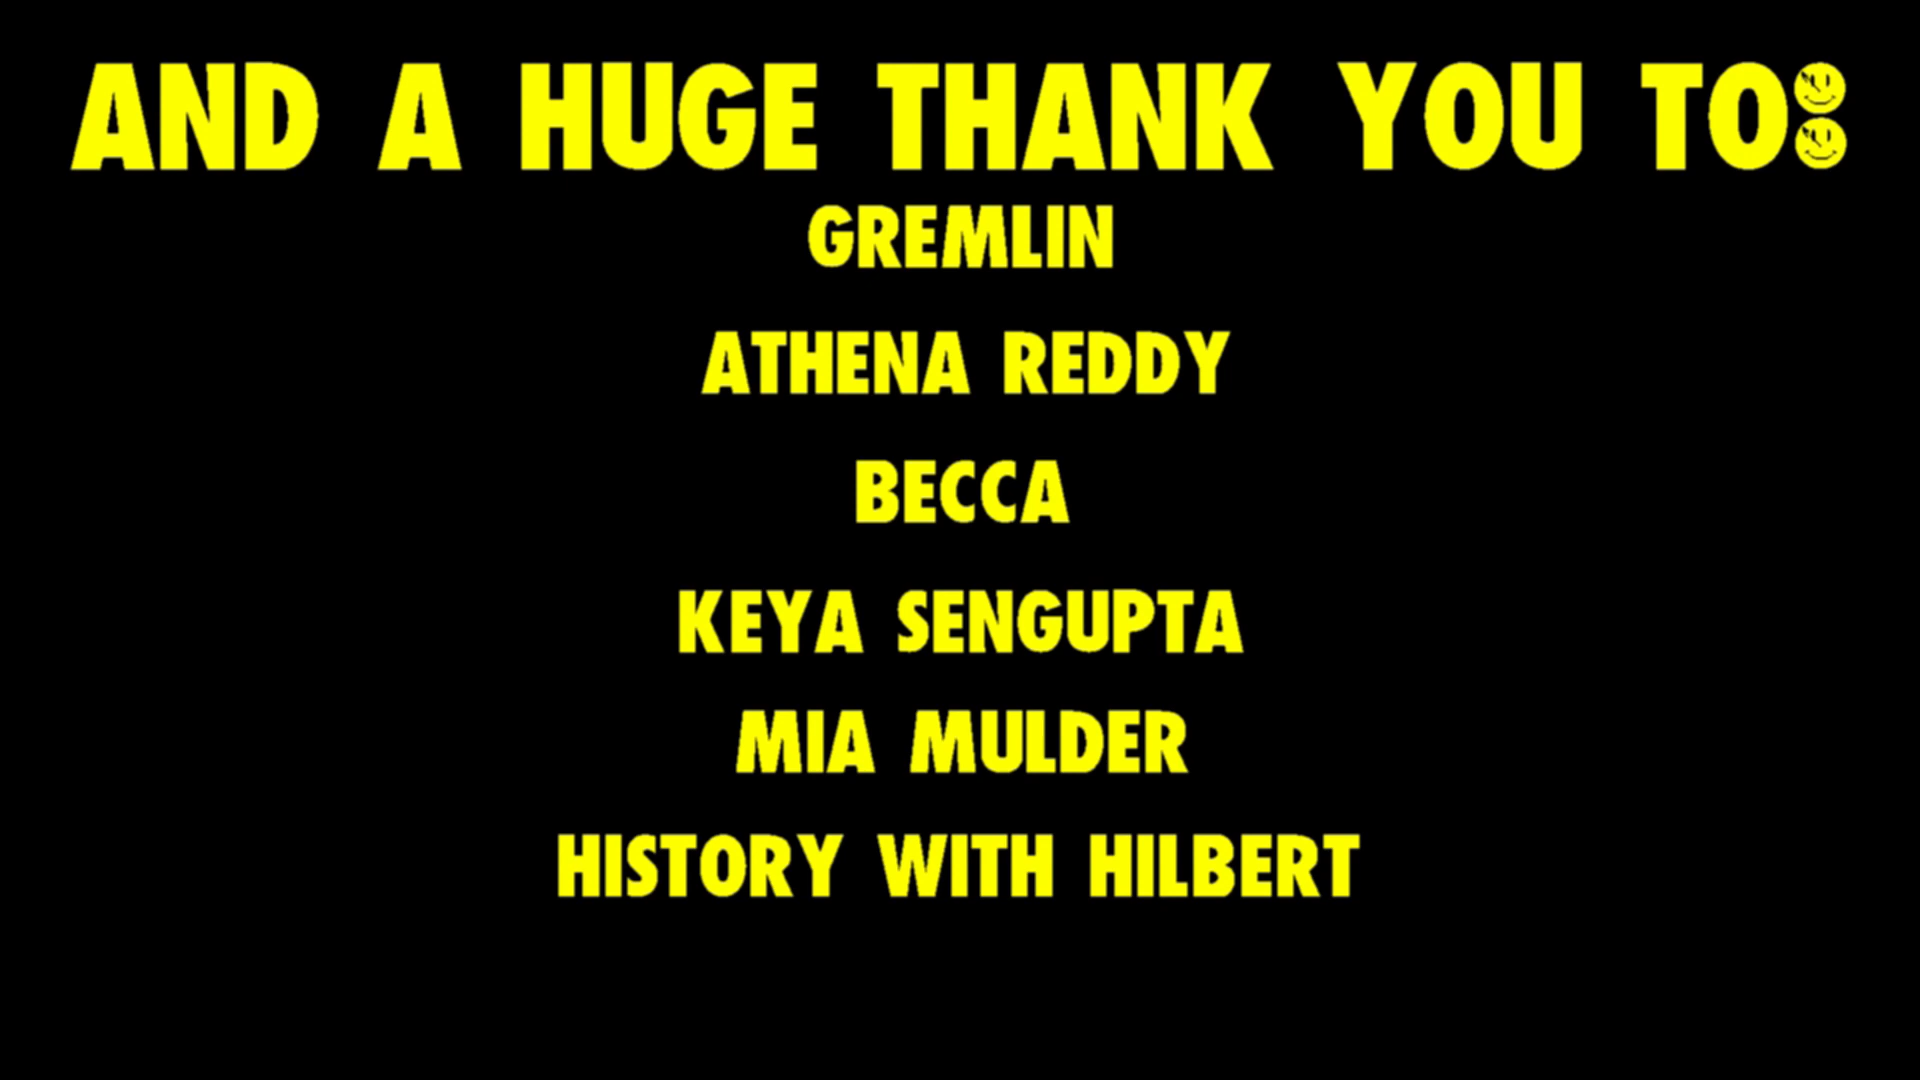 AND A HUGE THANK YOU TO:
GREMLIN
ATHENA REDDY
BECCA
KEYA SENGUPTA
MIA MULDER
HISTORY WITH HILBERT